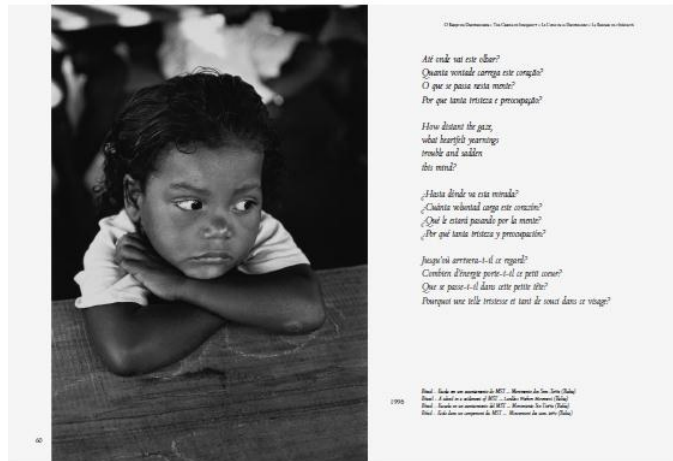 Até onde vai este olhar?
Quanta vontade carrega este coração?
O que se passa nesta mente?
Por que tanta tristeza e preocupação?
How distant the gaze,
what heartfelt yearnings
trouble and sadden
this mind?
¿Hasta dónde va esta mirada?
¿Cuánta voluntad carga este corazón?
¿Qué le estará pasando por la mente?
¿Por qué tanta tristeza y preocupación?
Jusqu'où arrivera-t-il ce regard?
Combien d'énergie porte-t-il ce petit coeur?
Que se passe-t-il dans cette petite tête?
Pourquoi une telle tristesse et tant de souci dans ce visage?
1996
60